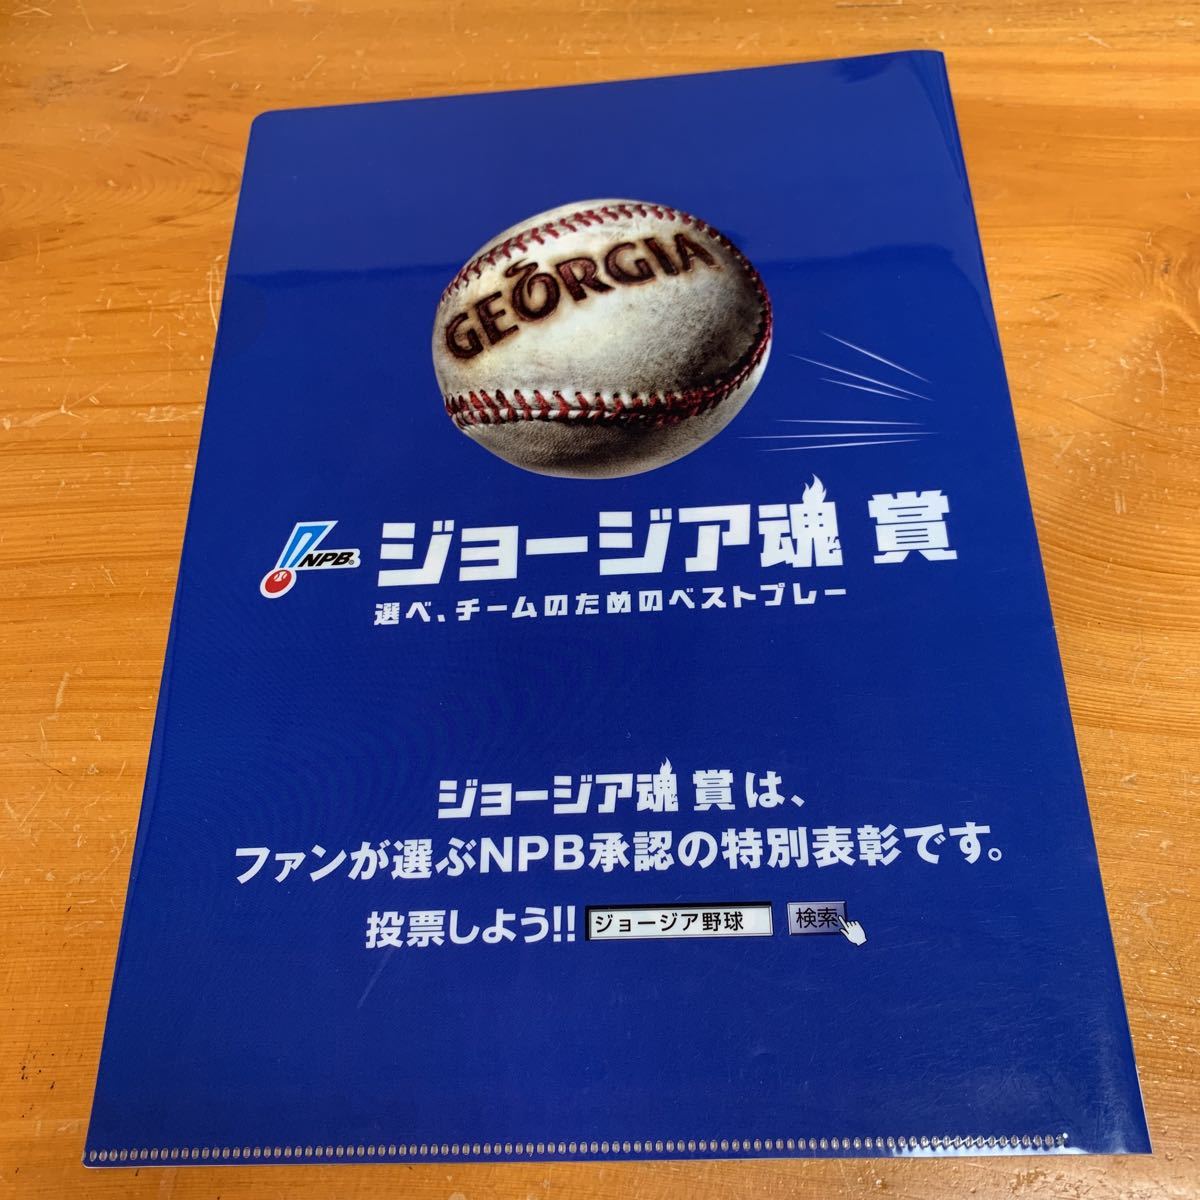 GEORGIA
NPB
ジョージア魂 賞
選べ、チームのためのベストプレー
ジョージア魂 賞は、
ファンが選ぶNPB承認の特別表彰です。
投票しよう!! ジョージア野球 検索